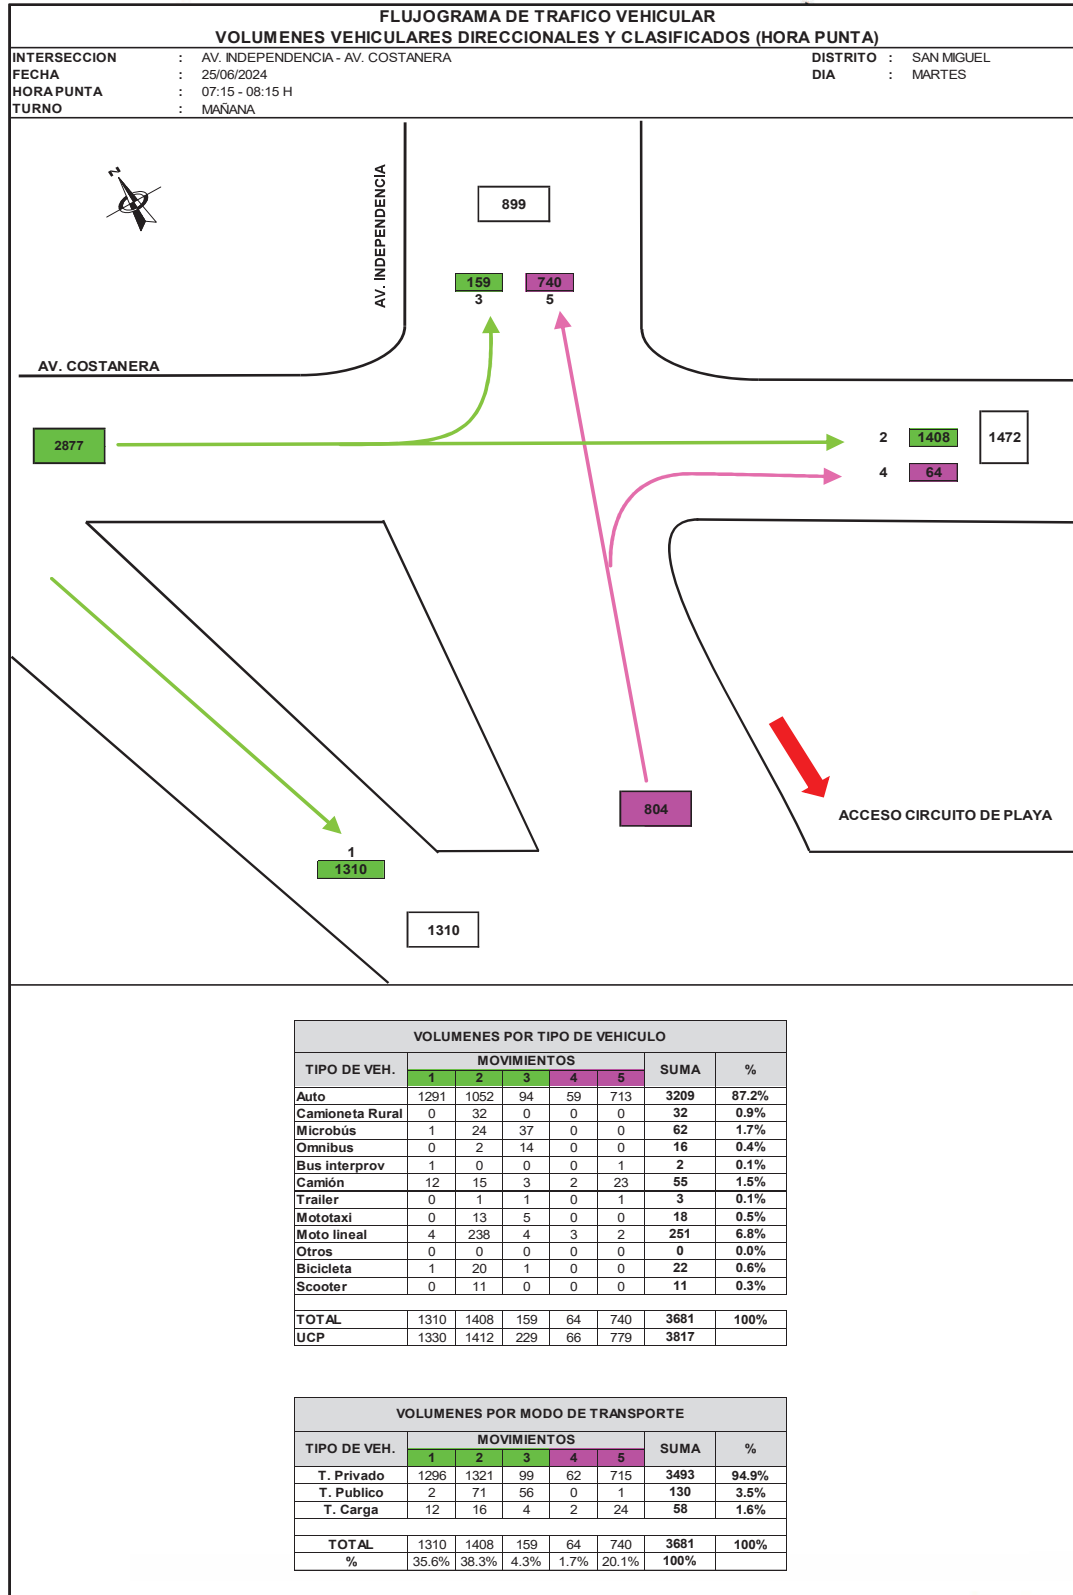 FLUJOGRAMA DE TRAFICO VEHICULAR
VOLUMENES VEHICULARES DIRECCIONALES Y CLASIFICADOS (HORA PUNTA)
INTERSECCION : AV. INDEPENDENCIA - AV. COSTANERA DISTRITO : SAN MIGUEL
FECHA : 25/06/2024 DIA : MARTES
HORA PUNTA : 07:15 - 08:15 H
TURNO : MAÑANA
N
AV. INDEPENDENCIA
899
159 740
3 5
AV. COSTANERA
2877
2 1408 1472
4 64
804
ACCESO CIRCUITO DE PLAYA
1
1310
1310
VOLUMENES POR TIPO DE VEHICULO
TIPO DE VEH. MOVIMIENTOS SUMA %
1 2 3 4 5
Auto 1291 1052 94 59 713 3209 87.2%
Camioneta Rural 0 32 0 0 0 32 0.9%
Microbús 1 24 37 0 0 62 1.7%
Omnibus 0 2 14 0 0 16 0.4%
Bus interprov 1 0 0 0 1 2 0.1%
Camión 12 15 3 2 23 55 1.5%
Trailer 0 1 1 0 1 3 0.1%
Mototaxi 0 13 5 0 0 18 0.5%
Moto lineal 4 238 4 3 2 251 6.8%
Otros 0 0 0 0 0 0 0.0%
Bicicleta 1 20 1 0 0 22 0.6%
Scooter 0 11 0 0 0 11 0.3%
TOTAL 1310 1408 159 64 740 3681 100%
UCP 1330 1412 229 66 779 3817
VOLUMENES POR MODO DE TRANSPORTE
TIPO DE VEH. MOVIMIENTOS SUMA %
1 2 3 4 5
T. Privado 1296 1321 99 62 715 3493 94.9%
T. Publico 2 71 56 0 1 130 3.5%
T. Carga 12 16 4 2 24 58 1.6%
TOTAL 1310 1408 159 64 740 3681 100%
% 35.6% 38.3% 4.3% 1.7% 20.1% 100%